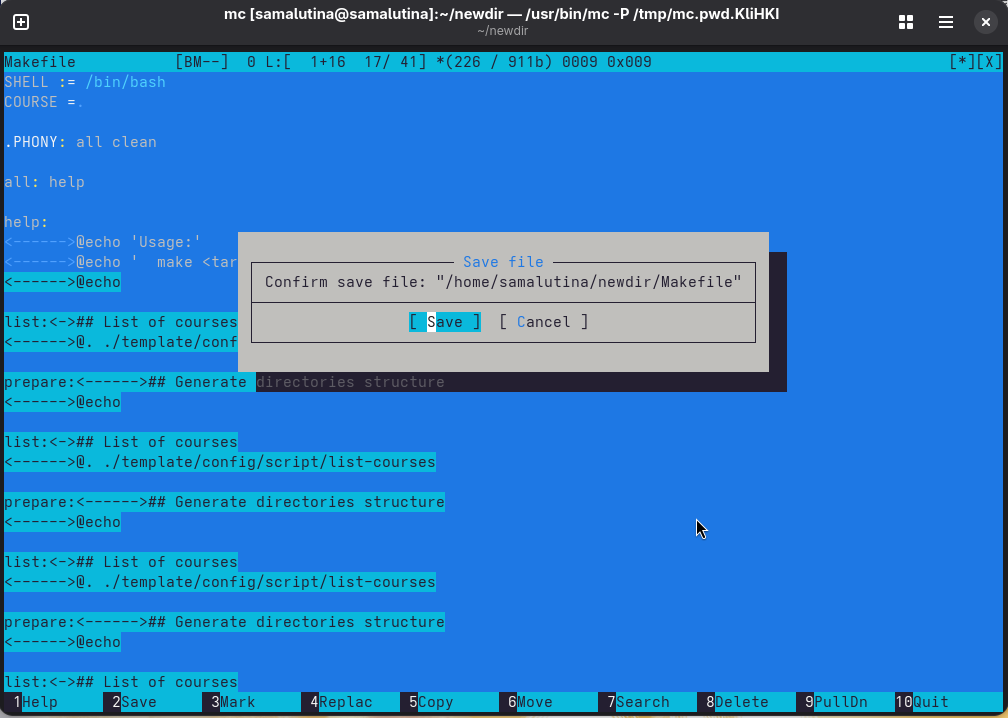 mc [samalutina@samalutina]:~/newdir — /usr/bin/mc -P /tmp/mc.pwd.KliHKI
~/newdir
Makefile           [BM--]  0 L:[  1+16  17/ 41] *(226 / 911b) 0009 0x009                                 [*][X]
SHELL := /bin/bash
COURSE =.
.PHONY: all clean
all: help
help:
<------>@echo 'Usage:'
<------>@echo '  make <tar
<------>@echo
list:<->## List of courses
<------>@. ./template/conf
prepare:<------>## Generate directories structure
<------>@echo
list:<->## List of courses
<------>@. ./template/config/script/list-courses
prepare:<------>## Generate directories structure
<------>@echo
list:<->## List of courses
<------>@. ./template/config/script/list-courses
prepare:<------>## Generate directories structure
<------>@echo
list:<->## List of courses
Save file
Confirm save file: "/home/samalutina/newdir/Makefile"
[ Save ]  [ Cancel ]
1Help 2Save 3Mark 4Replac 5Copy 6Move 7Search 8Delete 9PullDn 10Quit